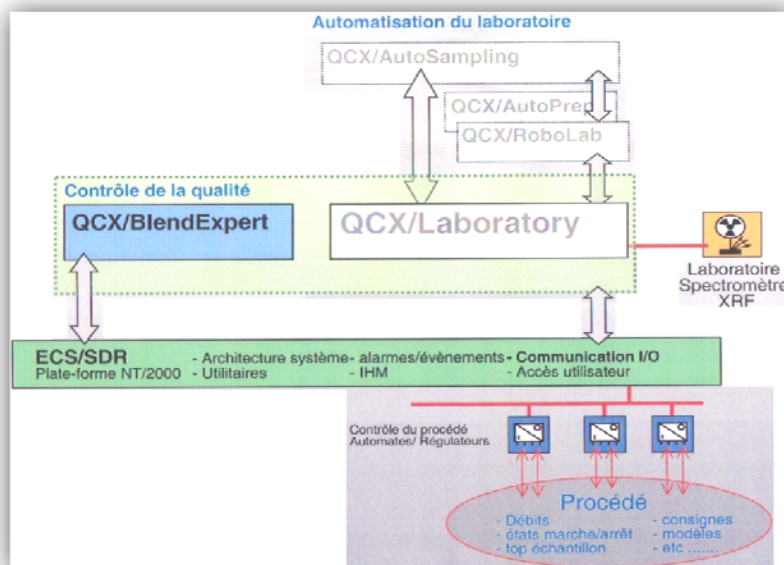 Automatisation du laboratoire
QCX/AutoSampling
QCX/AutoPrep
QCX/RoboLab
Contrôle de la qualité
QCX/BlendExpert
QCX/Laboratory
Laboratoire
Spectromètre
XRF
ECS/SDR - Architecture système - alarmes/évènements - Communication I/O
Plate-forme NT/2000 - Utilitaires - IHM - Accès utilisateur
Contrôle du procédé
Automates/ Régulateurs
Procédé
- Débits - consignes
- états marche/arrêt - modèles
- top échantillon - etc .......